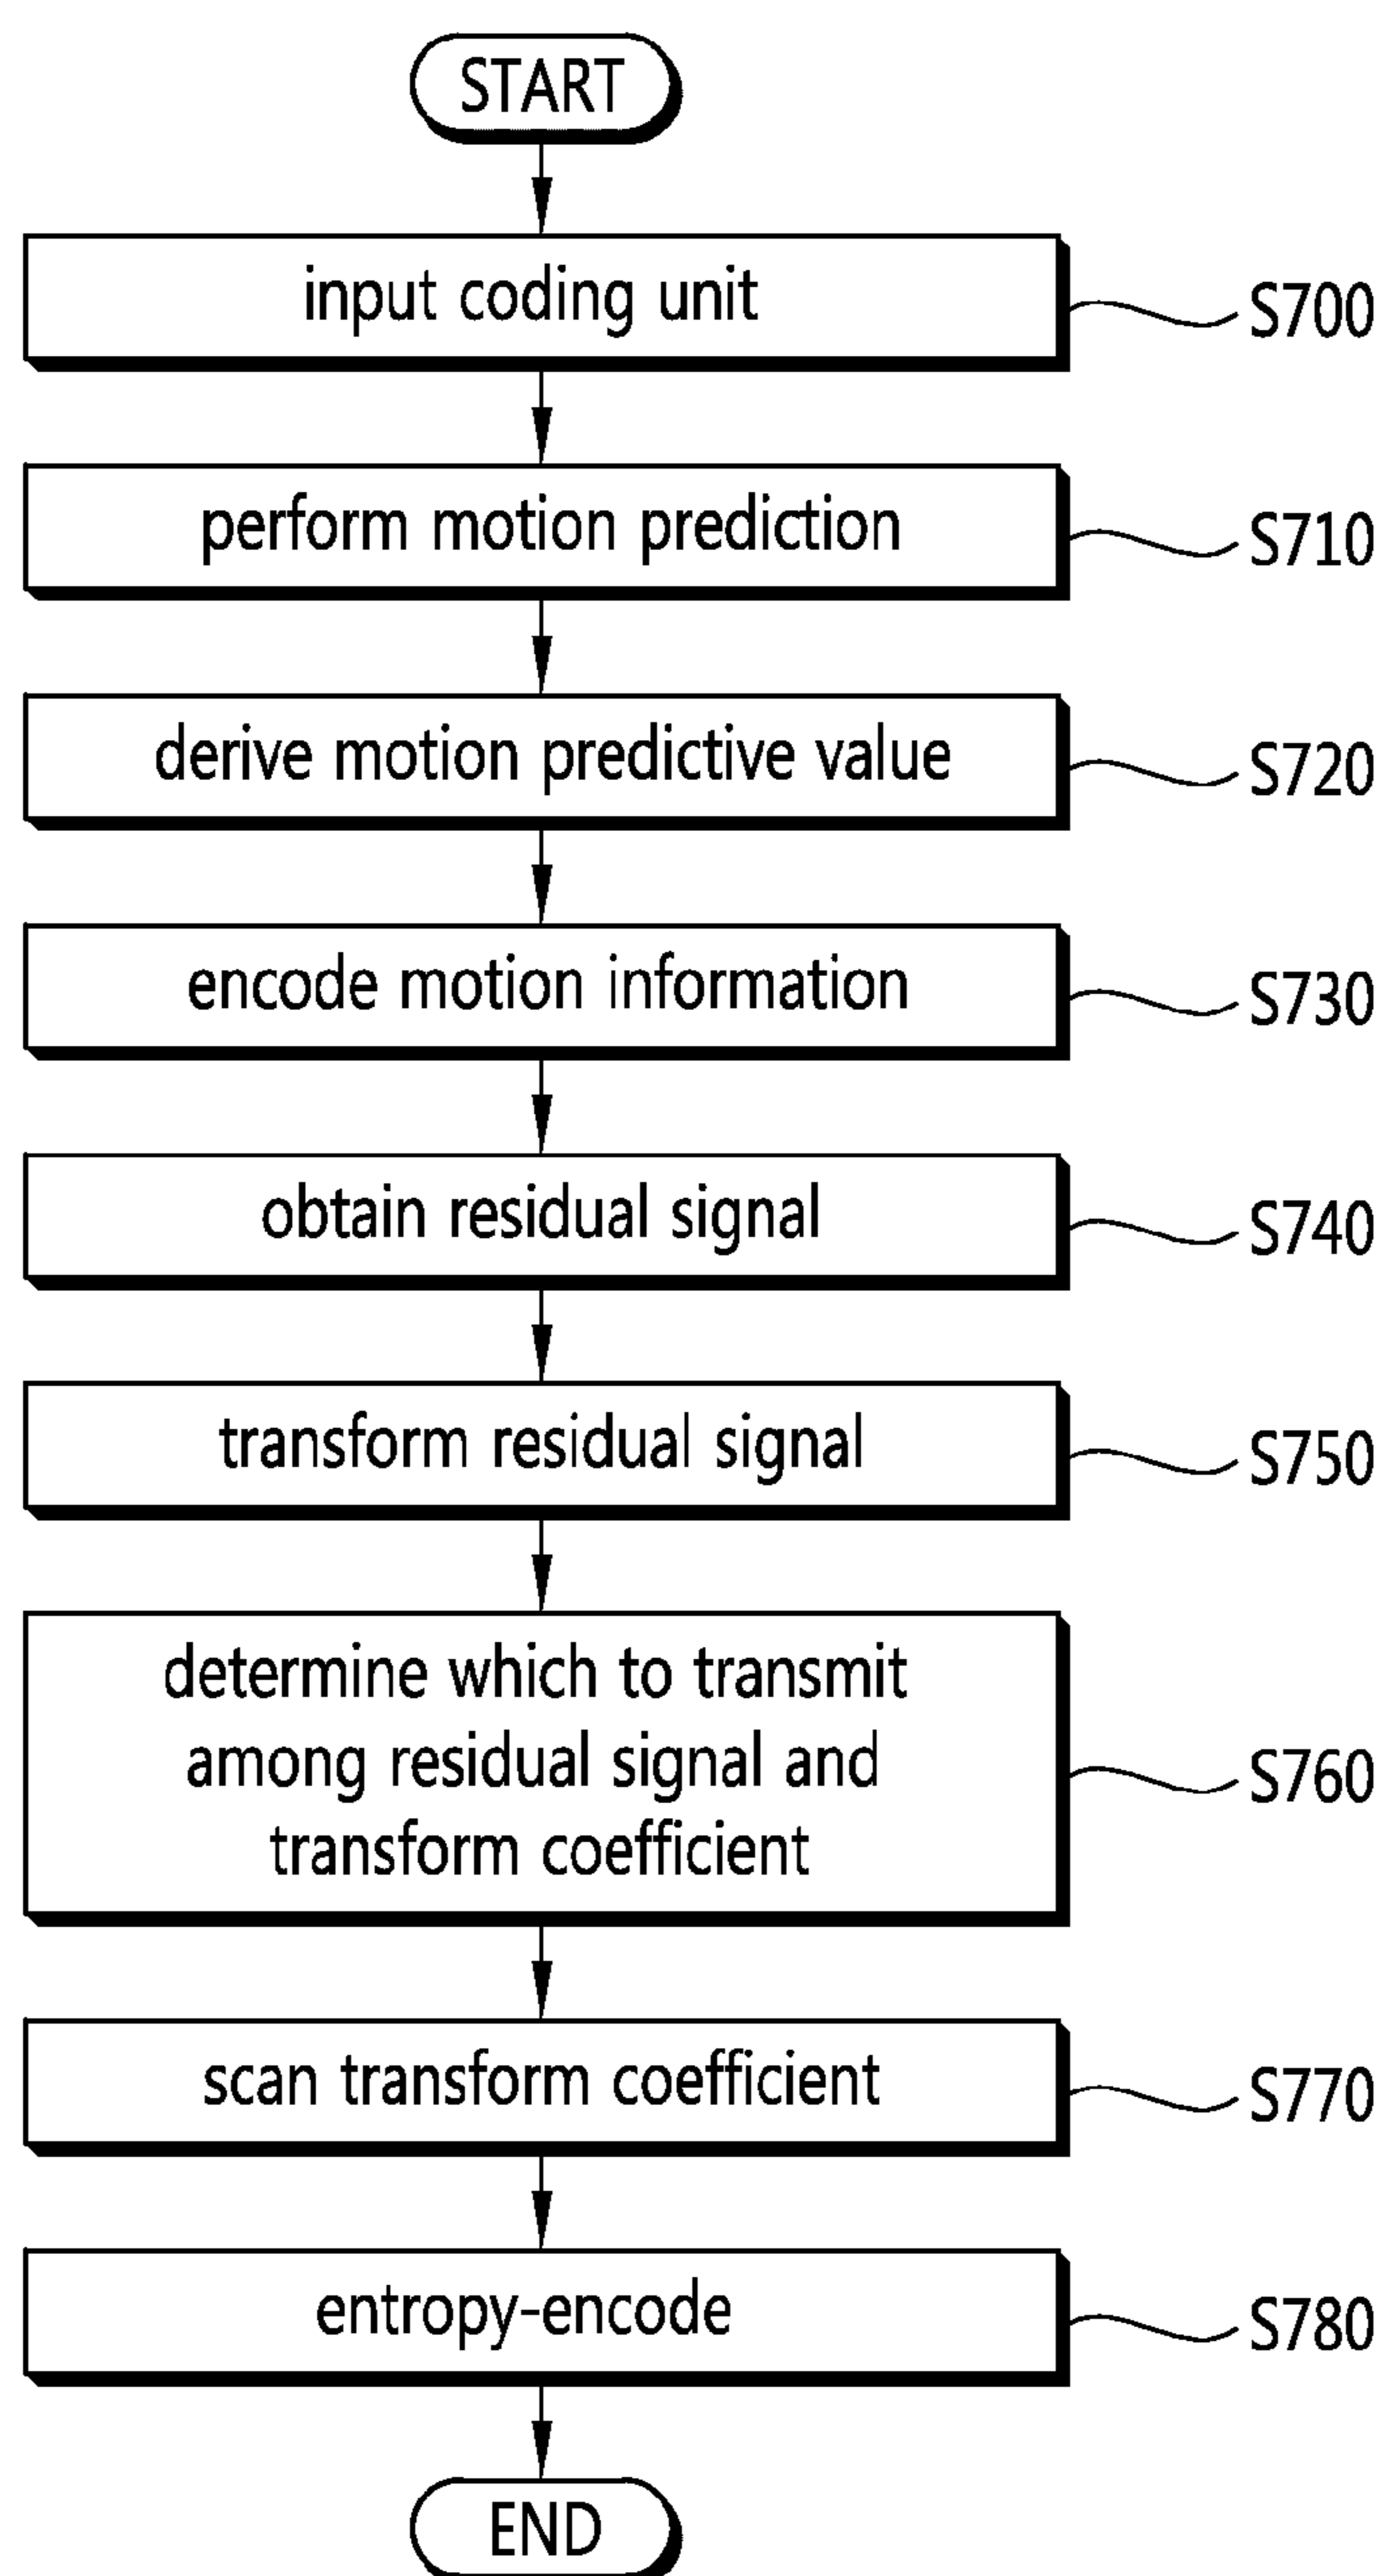 START
input coding unit
S700
perform motion prediction
S710
derive motion predictive value
S720
encode motion information
S730
obtain residual signal
S740
transform residual signal
S750
determine which to transmit
among residual signal and
transform coefficient
S760
scan transform coefficient
S770
entropy-encode
S780
END